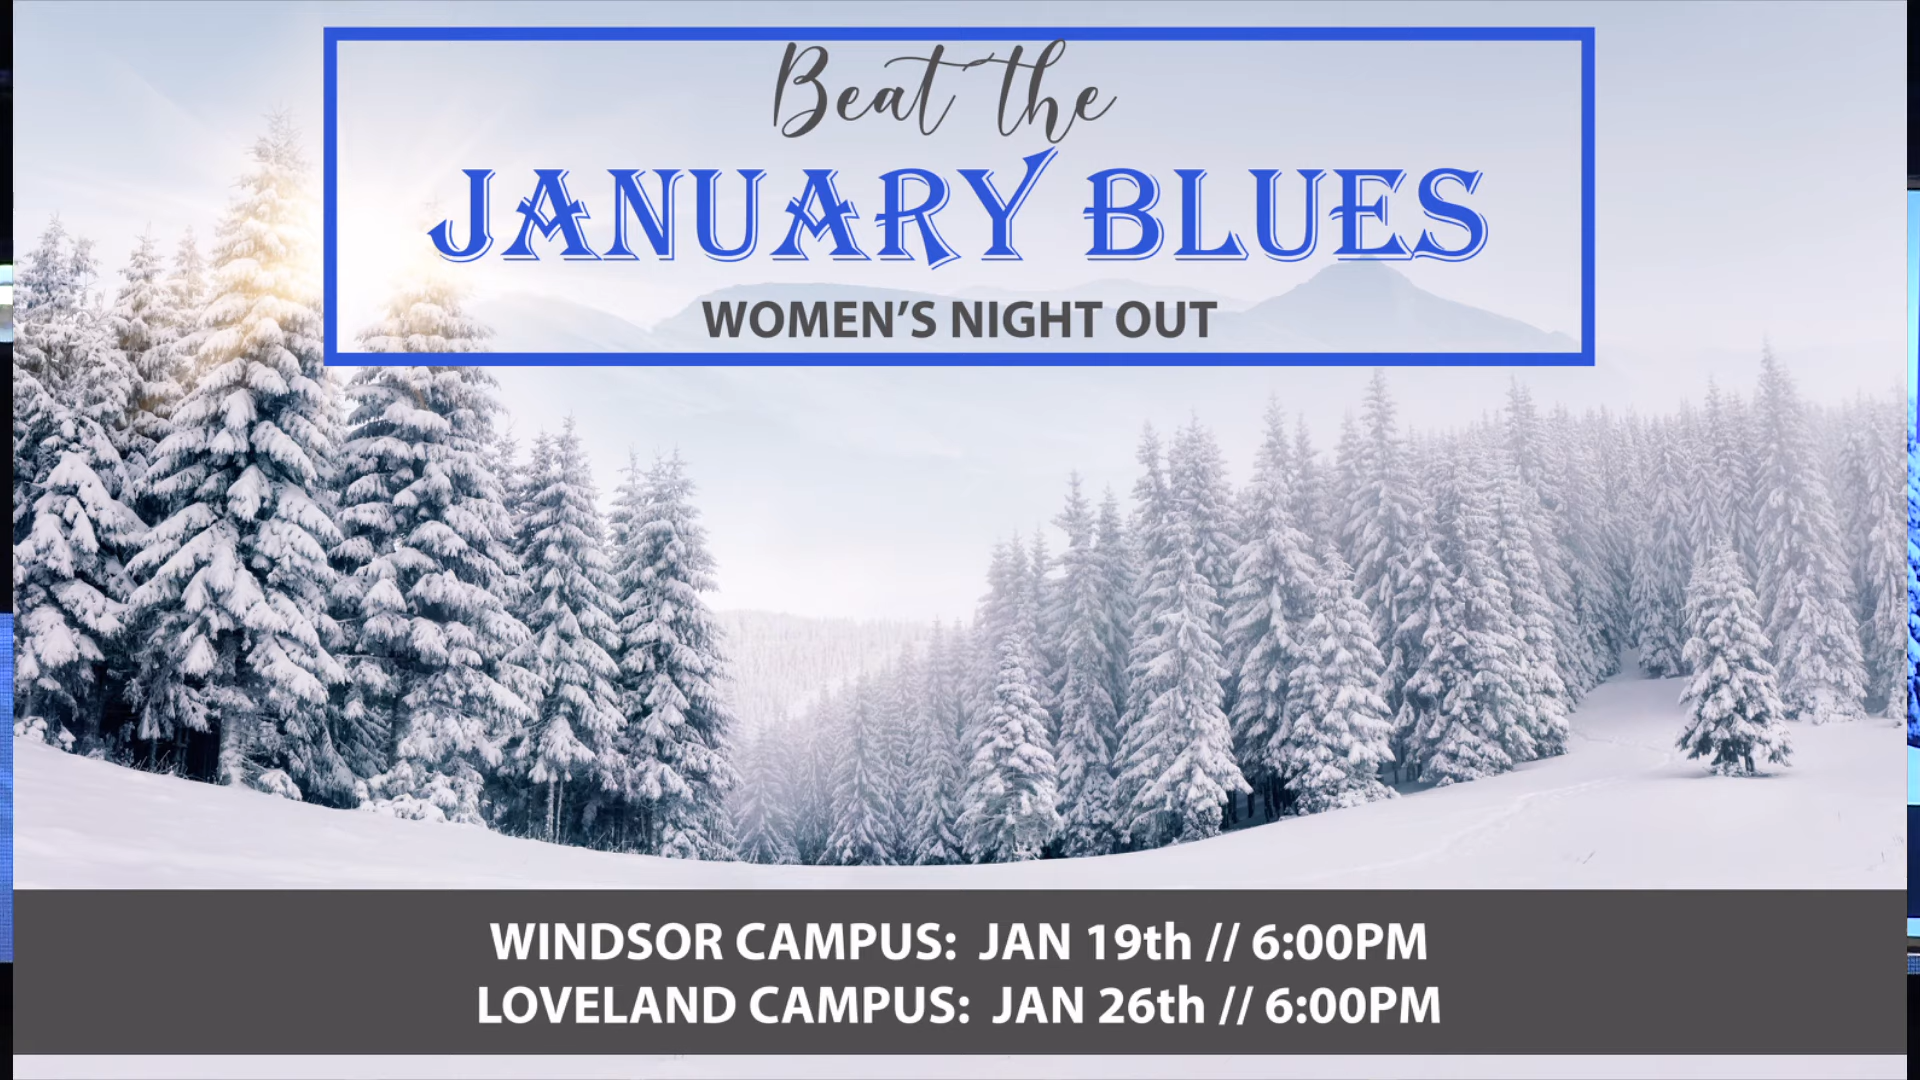 Beat the
JANUARY BLUES
WOMEN'S NIGHT OUT
WINDSOR CAMPUS: JAN 19th // 6:00PM
LOVELAND CAMPUS: JAN 26th // 6:00PM